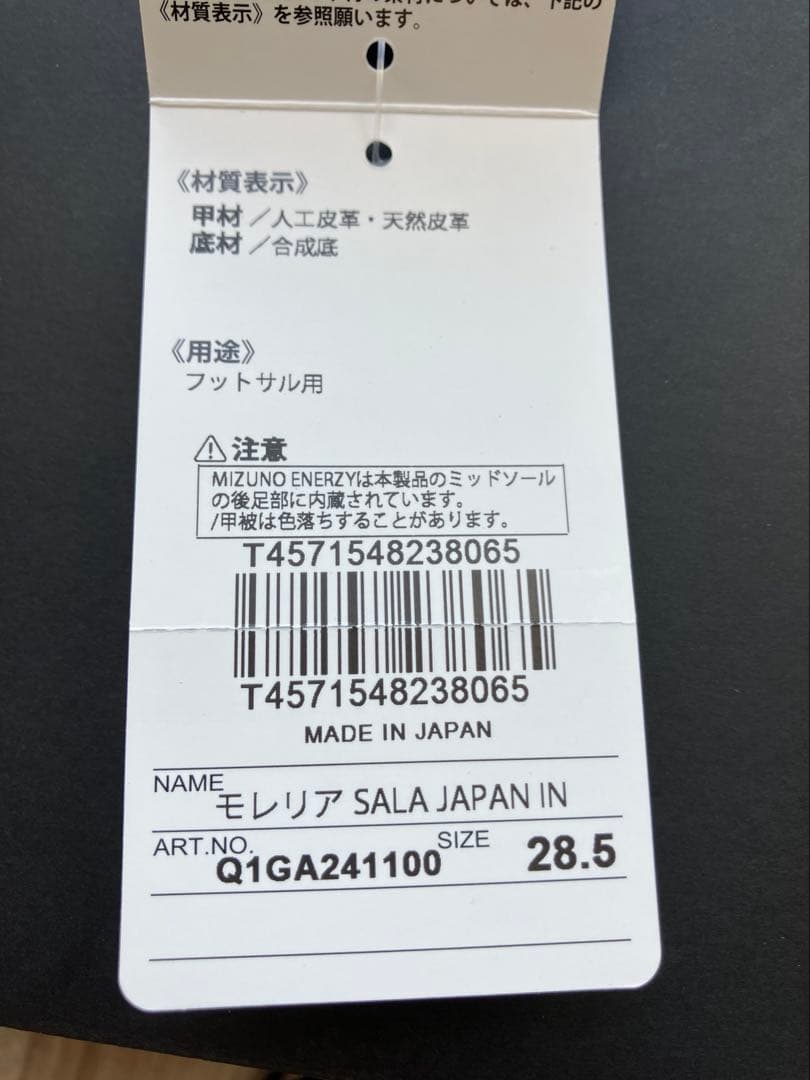 《材質表示》を参照願います。
《材質表示》
甲材／人工皮革・天然皮革
底材／合成底
《用途》
フットサル用
注意
MIZUNO ENERZYは本製品のミッドソール
の後足部に内蔵されています。
/甲被は色落ちすることがあります。
T4571548238065
T4571548238065
MADE IN JAPAN
NAME モレリア SALA JAPAN IN
ART.NO. Q1GA241100 SIZE 28.5